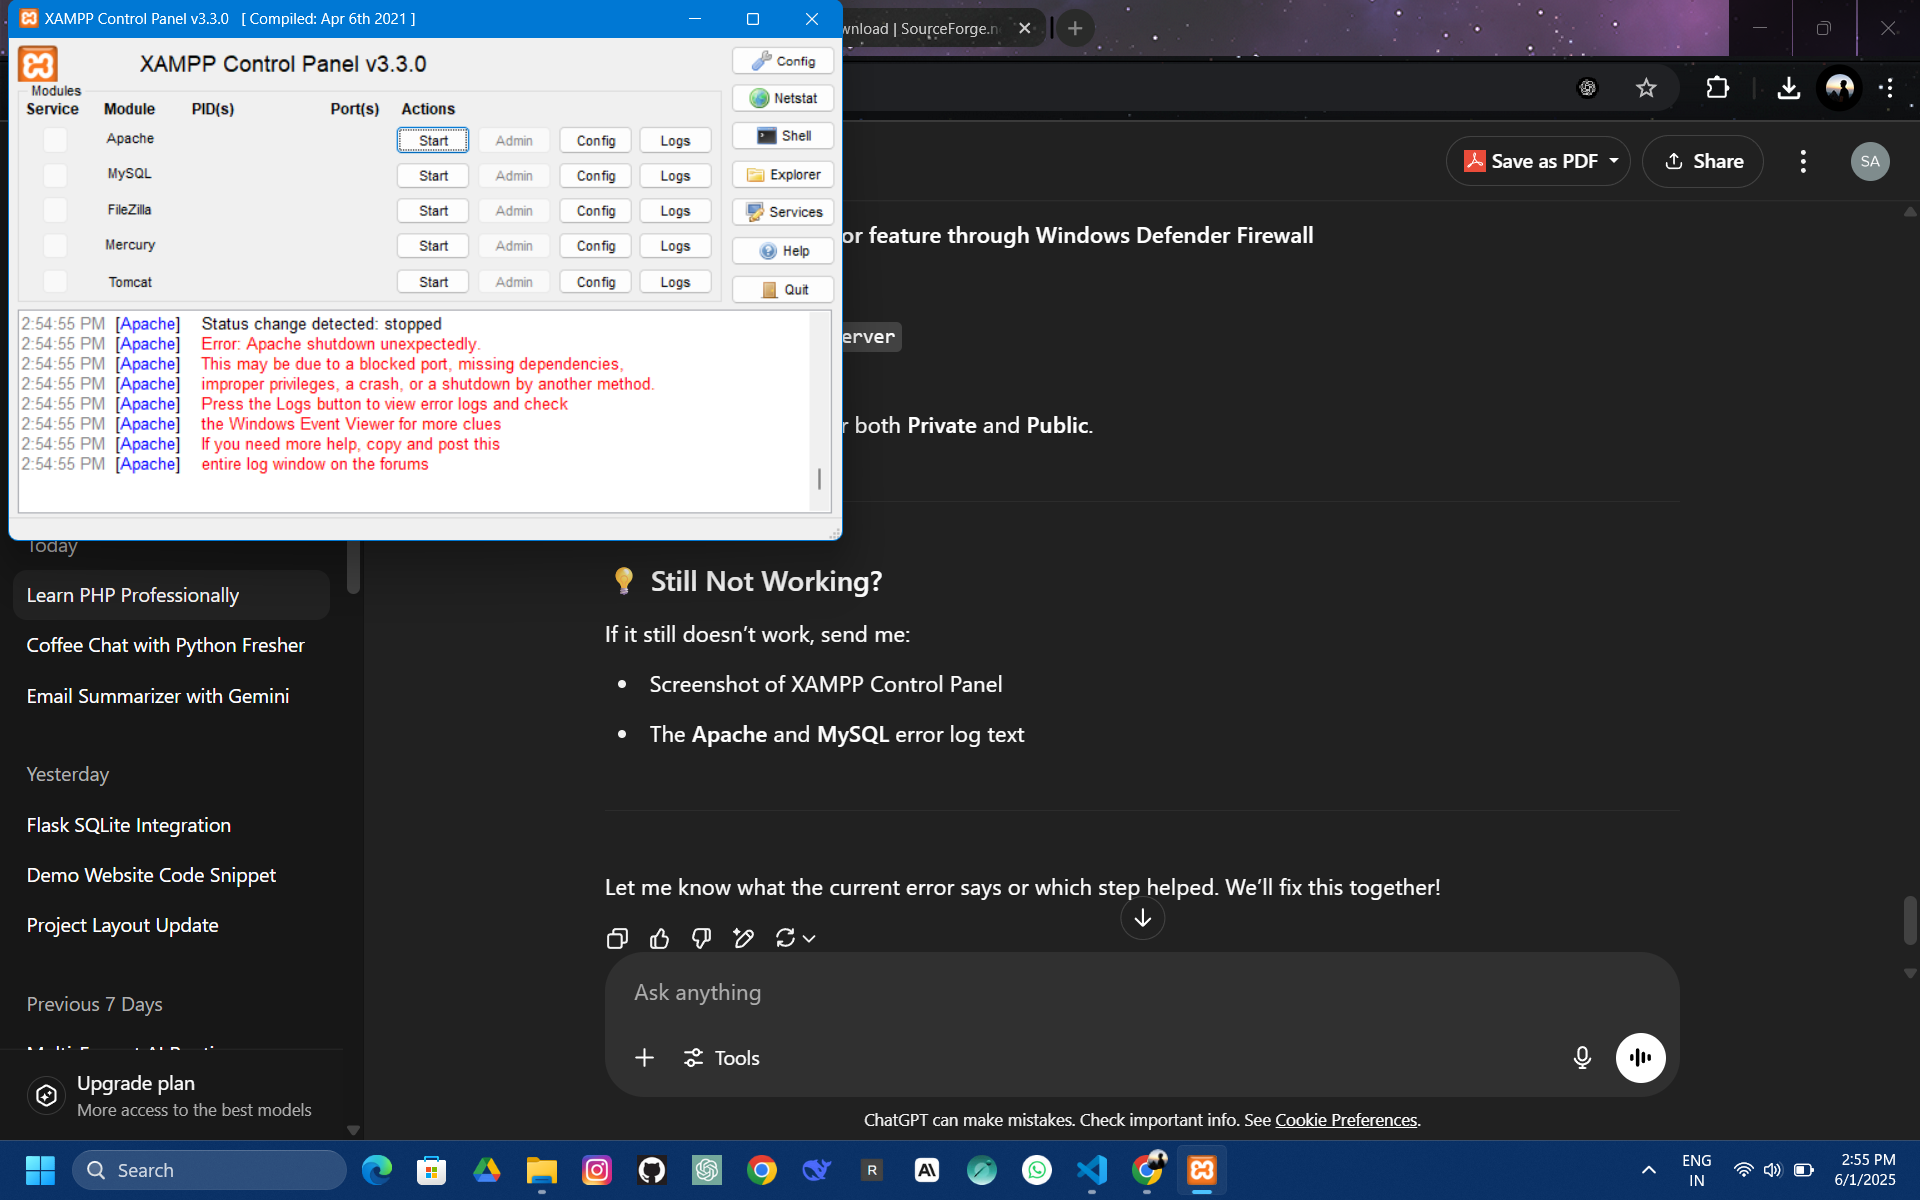 XAMPP Control Panel v3.3.0 [ Compiled: Apr 6th 2021 ]
XAMPP Control Panel v3.3.0
Modules
Service Module PID(s) Port(s) Actions
Apache Start Admin Config Logs
MySQL Start Admin Config Logs
FileZilla Start Admin Config Logs
Mercury Start Admin Config Logs
Tomcat Start Admin Config Logs
Config
Netstat
Shell
Explorer
Services
Help
Quit
2:54:55 PM [Apache] Status change detected: stopped
2:54:55 PM [Apache] Error: Apache shutdown unexpectedly.
2:54:55 PM [Apache] This may be due to a blocked port, missing dependencies,
2:54:55 PM [Apache] improper privileges, a crash, or a shutdown by another method.
2:54:55 PM [Apache] Press the Logs button to view error logs and check
2:54:55 PM [Apache] the Windows Event Viewer for more clues
2:54:55 PM [Apache] If you need more help, copy and post this
2:54:55 PM [Apache] entire log window on the forums
wnload | SourceForge.n
Save as PDF
Share
SA
or feature through Windows Defender Firewall
erver
r both Private and Public.
Today
Learn PHP Professionally
Coffee Chat with Python Fresher
Email Summarizer with Gemini
Yesterday
Flask SQLite Integration
Demo Website Code Snippet
Project Layout Update
Previous 7 Days
Upgrade plan
More access to the best models
Still Not Working?
If it still doesn’t work, send me:
• Screenshot of XAMPP Control Panel
• The Apache and MySQL error log text
Let me know what the current error says or which step helped. We’ll fix this together!
Ask anything
Tools
ChatGPT can make mistakes. Check important info. See Cookie Preferences.
Search
R
ENG
IN
2:55 PM
6/1/2025